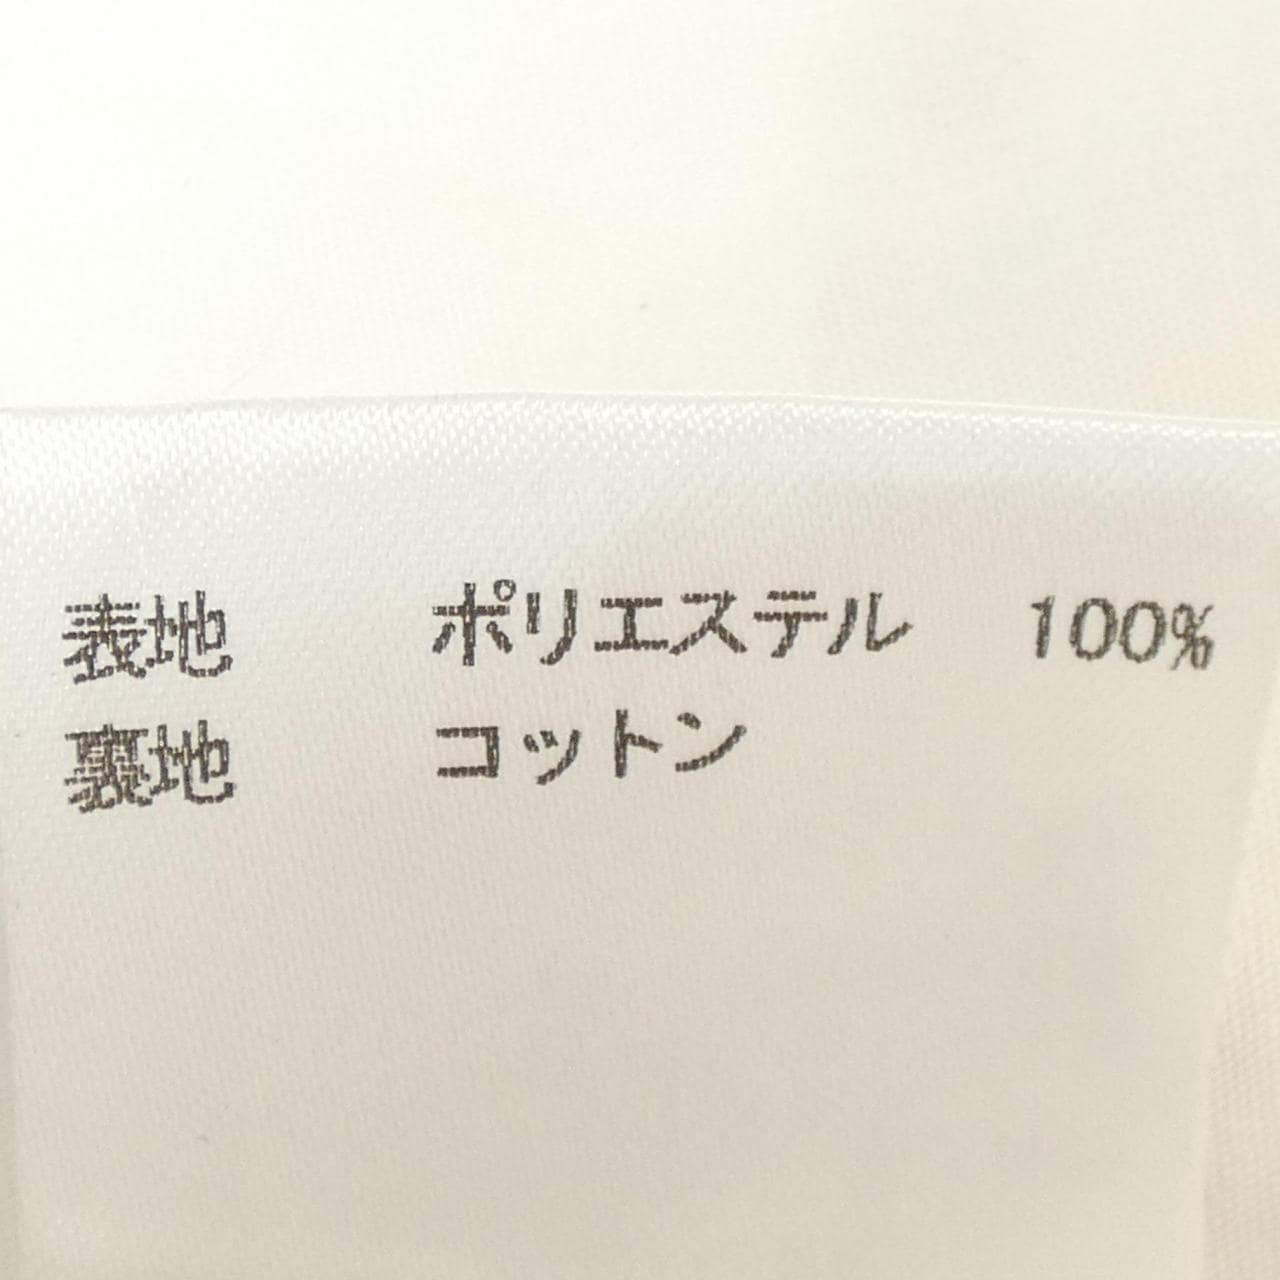 表地 ポリエステル 100%
裏地 コットン